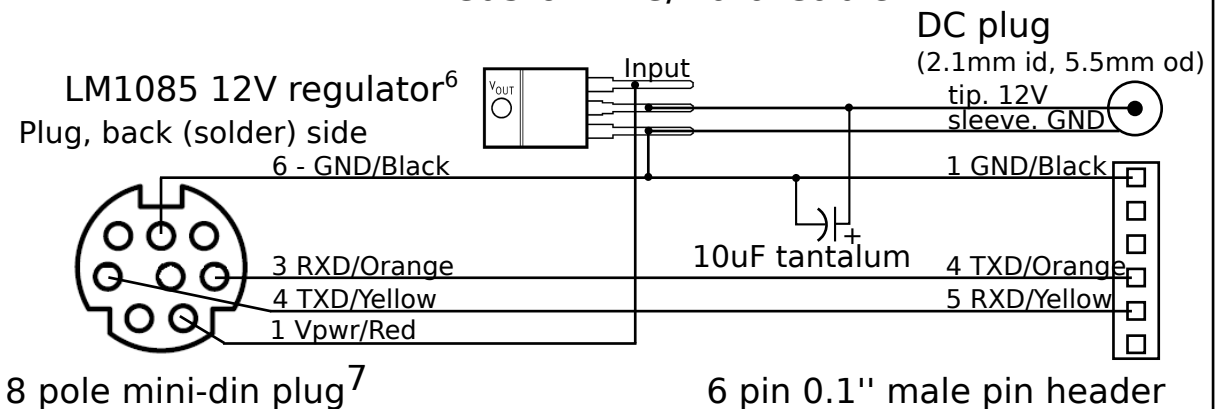 DC plug
(2.1mm id, 5.5mm od)
LM1085 12V regulator6
VOUT
Input
tip. 12V
sleeve. GND
Plug, back (solder) side
6 - GND/Black
1 GND/Black
+
10uF tantalum
3 RXD/Orange
4 TXD/Orange
4 TXD/Yellow
5 RXD/Yellow
1 Vpwr/Red
8 pole mini-din plug7
6 pin 0.1'' male pin header